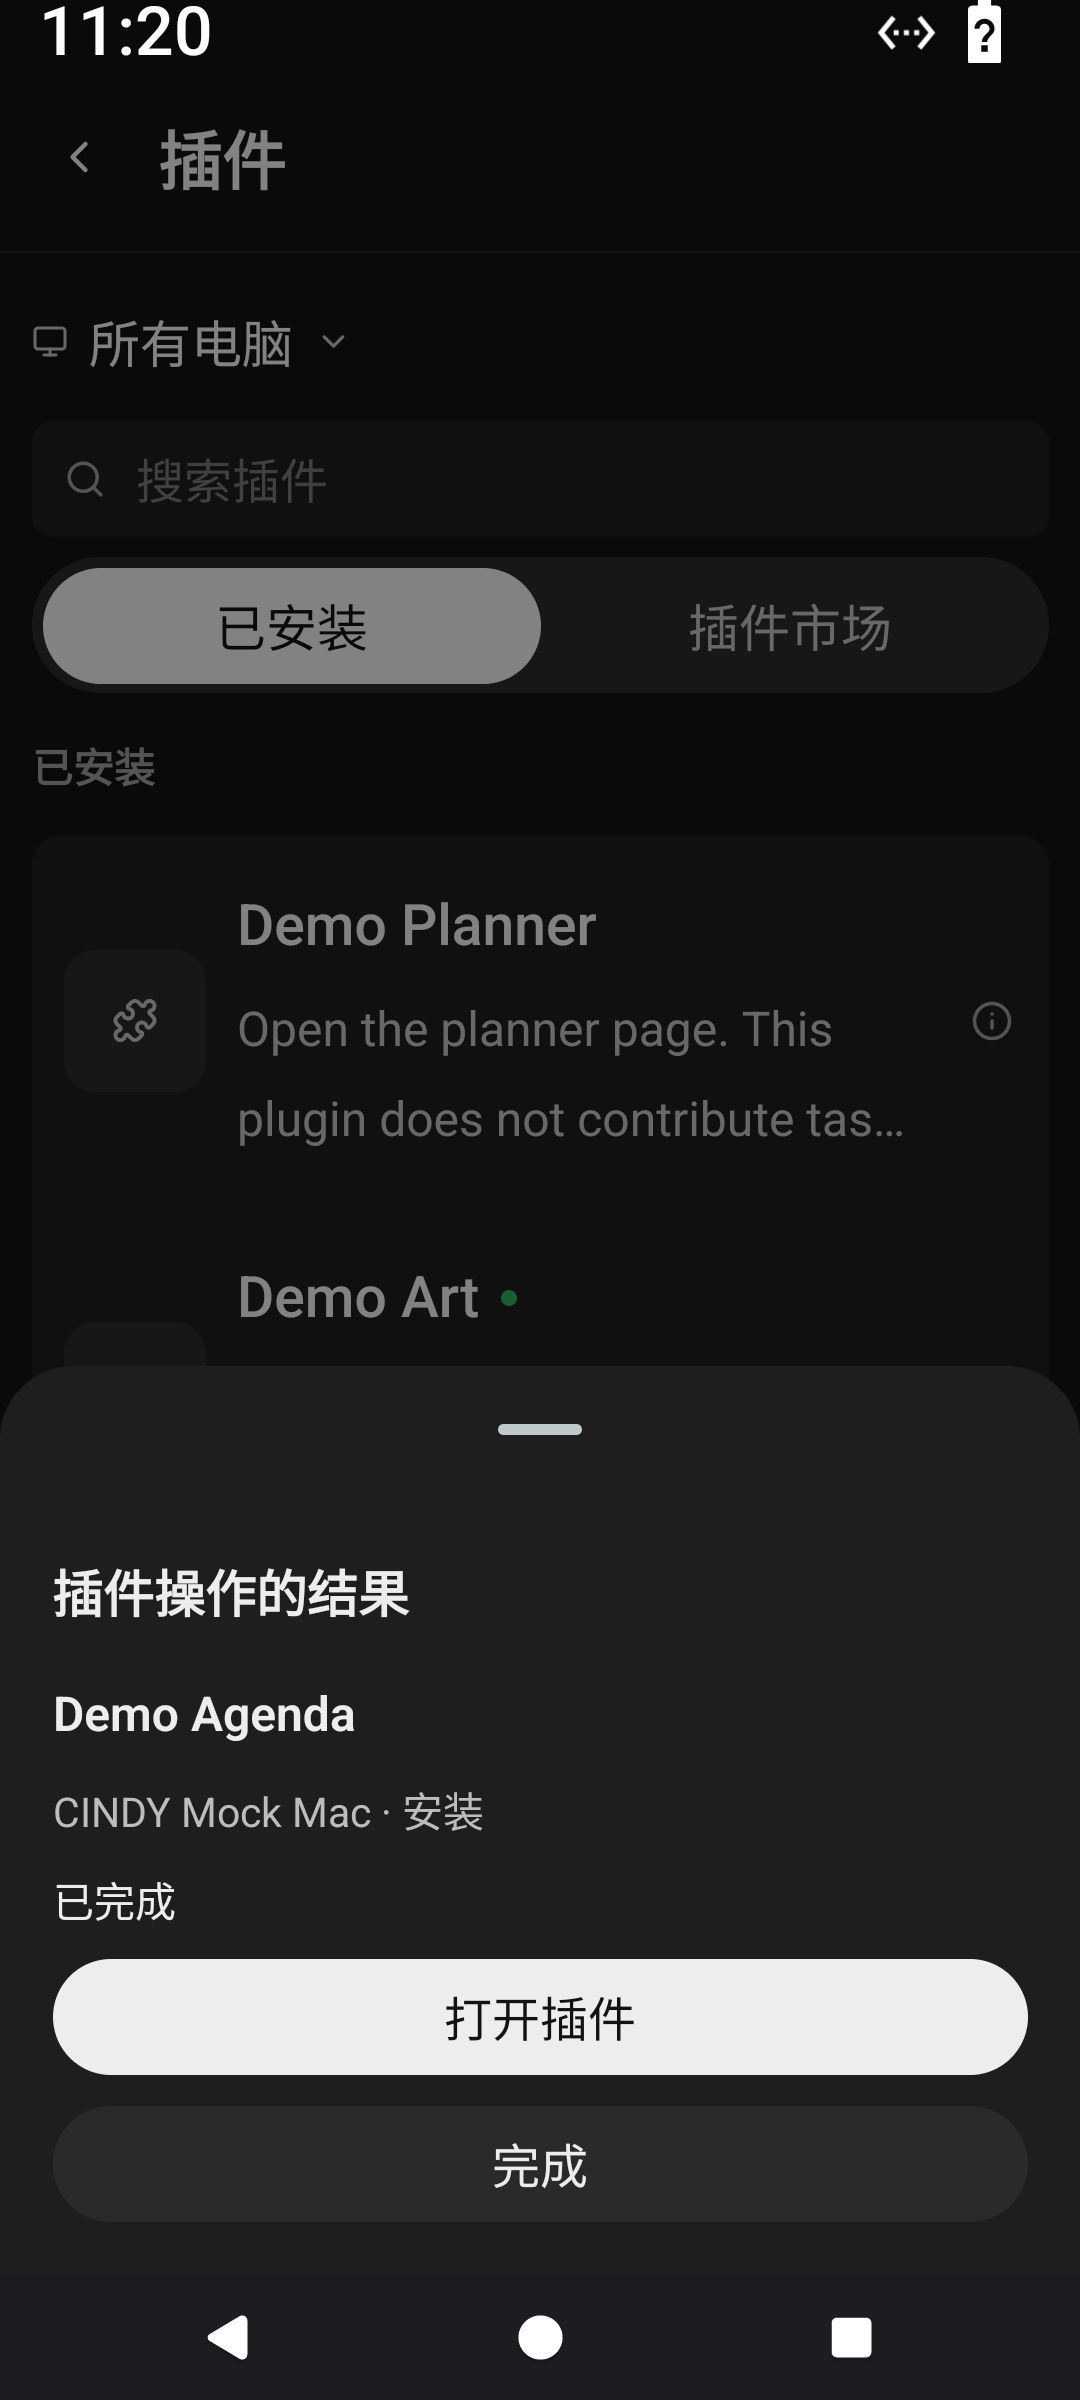 11:20
插件
所有电脑
搜索插件
已安装
插件市场
已安装
Demo Planner
Open the planner page. This
plugin does not contribute tas…
Demo Art
插件操作的结果
Demo Agenda
CINDY Mock Mac · 安装
已完成
打开插件
完成